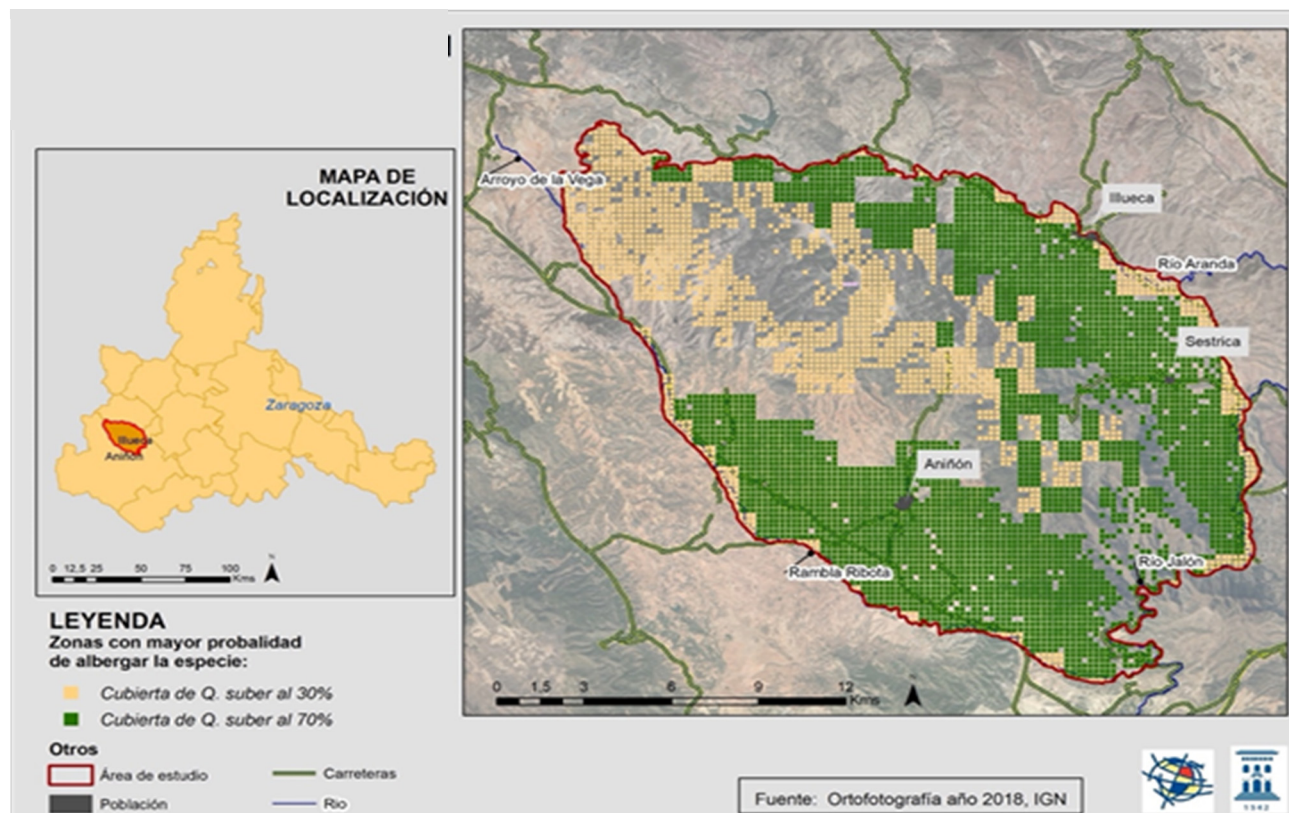 MAPA DE
LOCALIZACIÓN
Zaragoza
Illueca
Aniñón
0 12,5 25 50 75 100
Kms
N
Arroyo de la Vega
Illueca
Río Aranda
Sestrica
Aniñón
Río Jalón
Rambla Ribota
0 1,5 3 6 9 12
Kms
N
LEYENDA
Zonas con mayor probalidad
de albergar la especie:
Cubierta de Q. suber al 30%
Cubierta de Q. suber al 70%
Otros
Área de estudio
Carreteras
Población
Rio
Fuente: Ortofotografía año 2018, IGN
1542